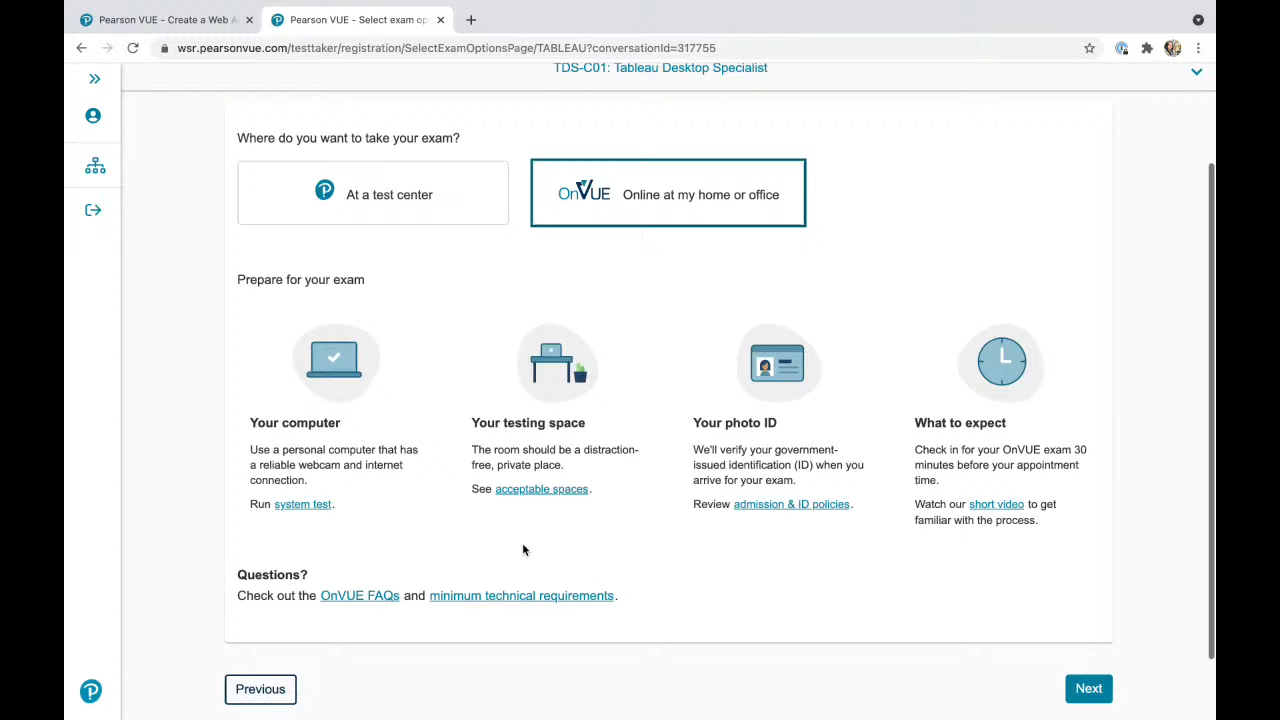 Pearson VUE - Create a Web A
Pearson VUE - Select exam op
wsr.pearsonvue.com/testtaker/registration/SelectExamOptionsPage/TABLEAU?conversationId=317755
TDS-C01: Tableau Desktop Specialist
Where do you want to take your exam?
At a test center
OnVUE Online at my home or office
Prepare for your exam
Your computer
Use a personal computer that has
a reliable webcam and internet
connection.
Run system test.
Your testing space
The room should be a distraction-
free, private place.
See acceptable spaces.
Your photo ID
We'll verify your government-
issued identification (ID) when you
arrive for your exam.
Review admission & ID policies.
What to expect
Check in for your OnVUE exam 30
minutes before your appointment
time.
Watch our short video to get
familiar with the process.
Questions?
Check out the OnVUE FAQs and minimum technical requirements.
Previous
Next